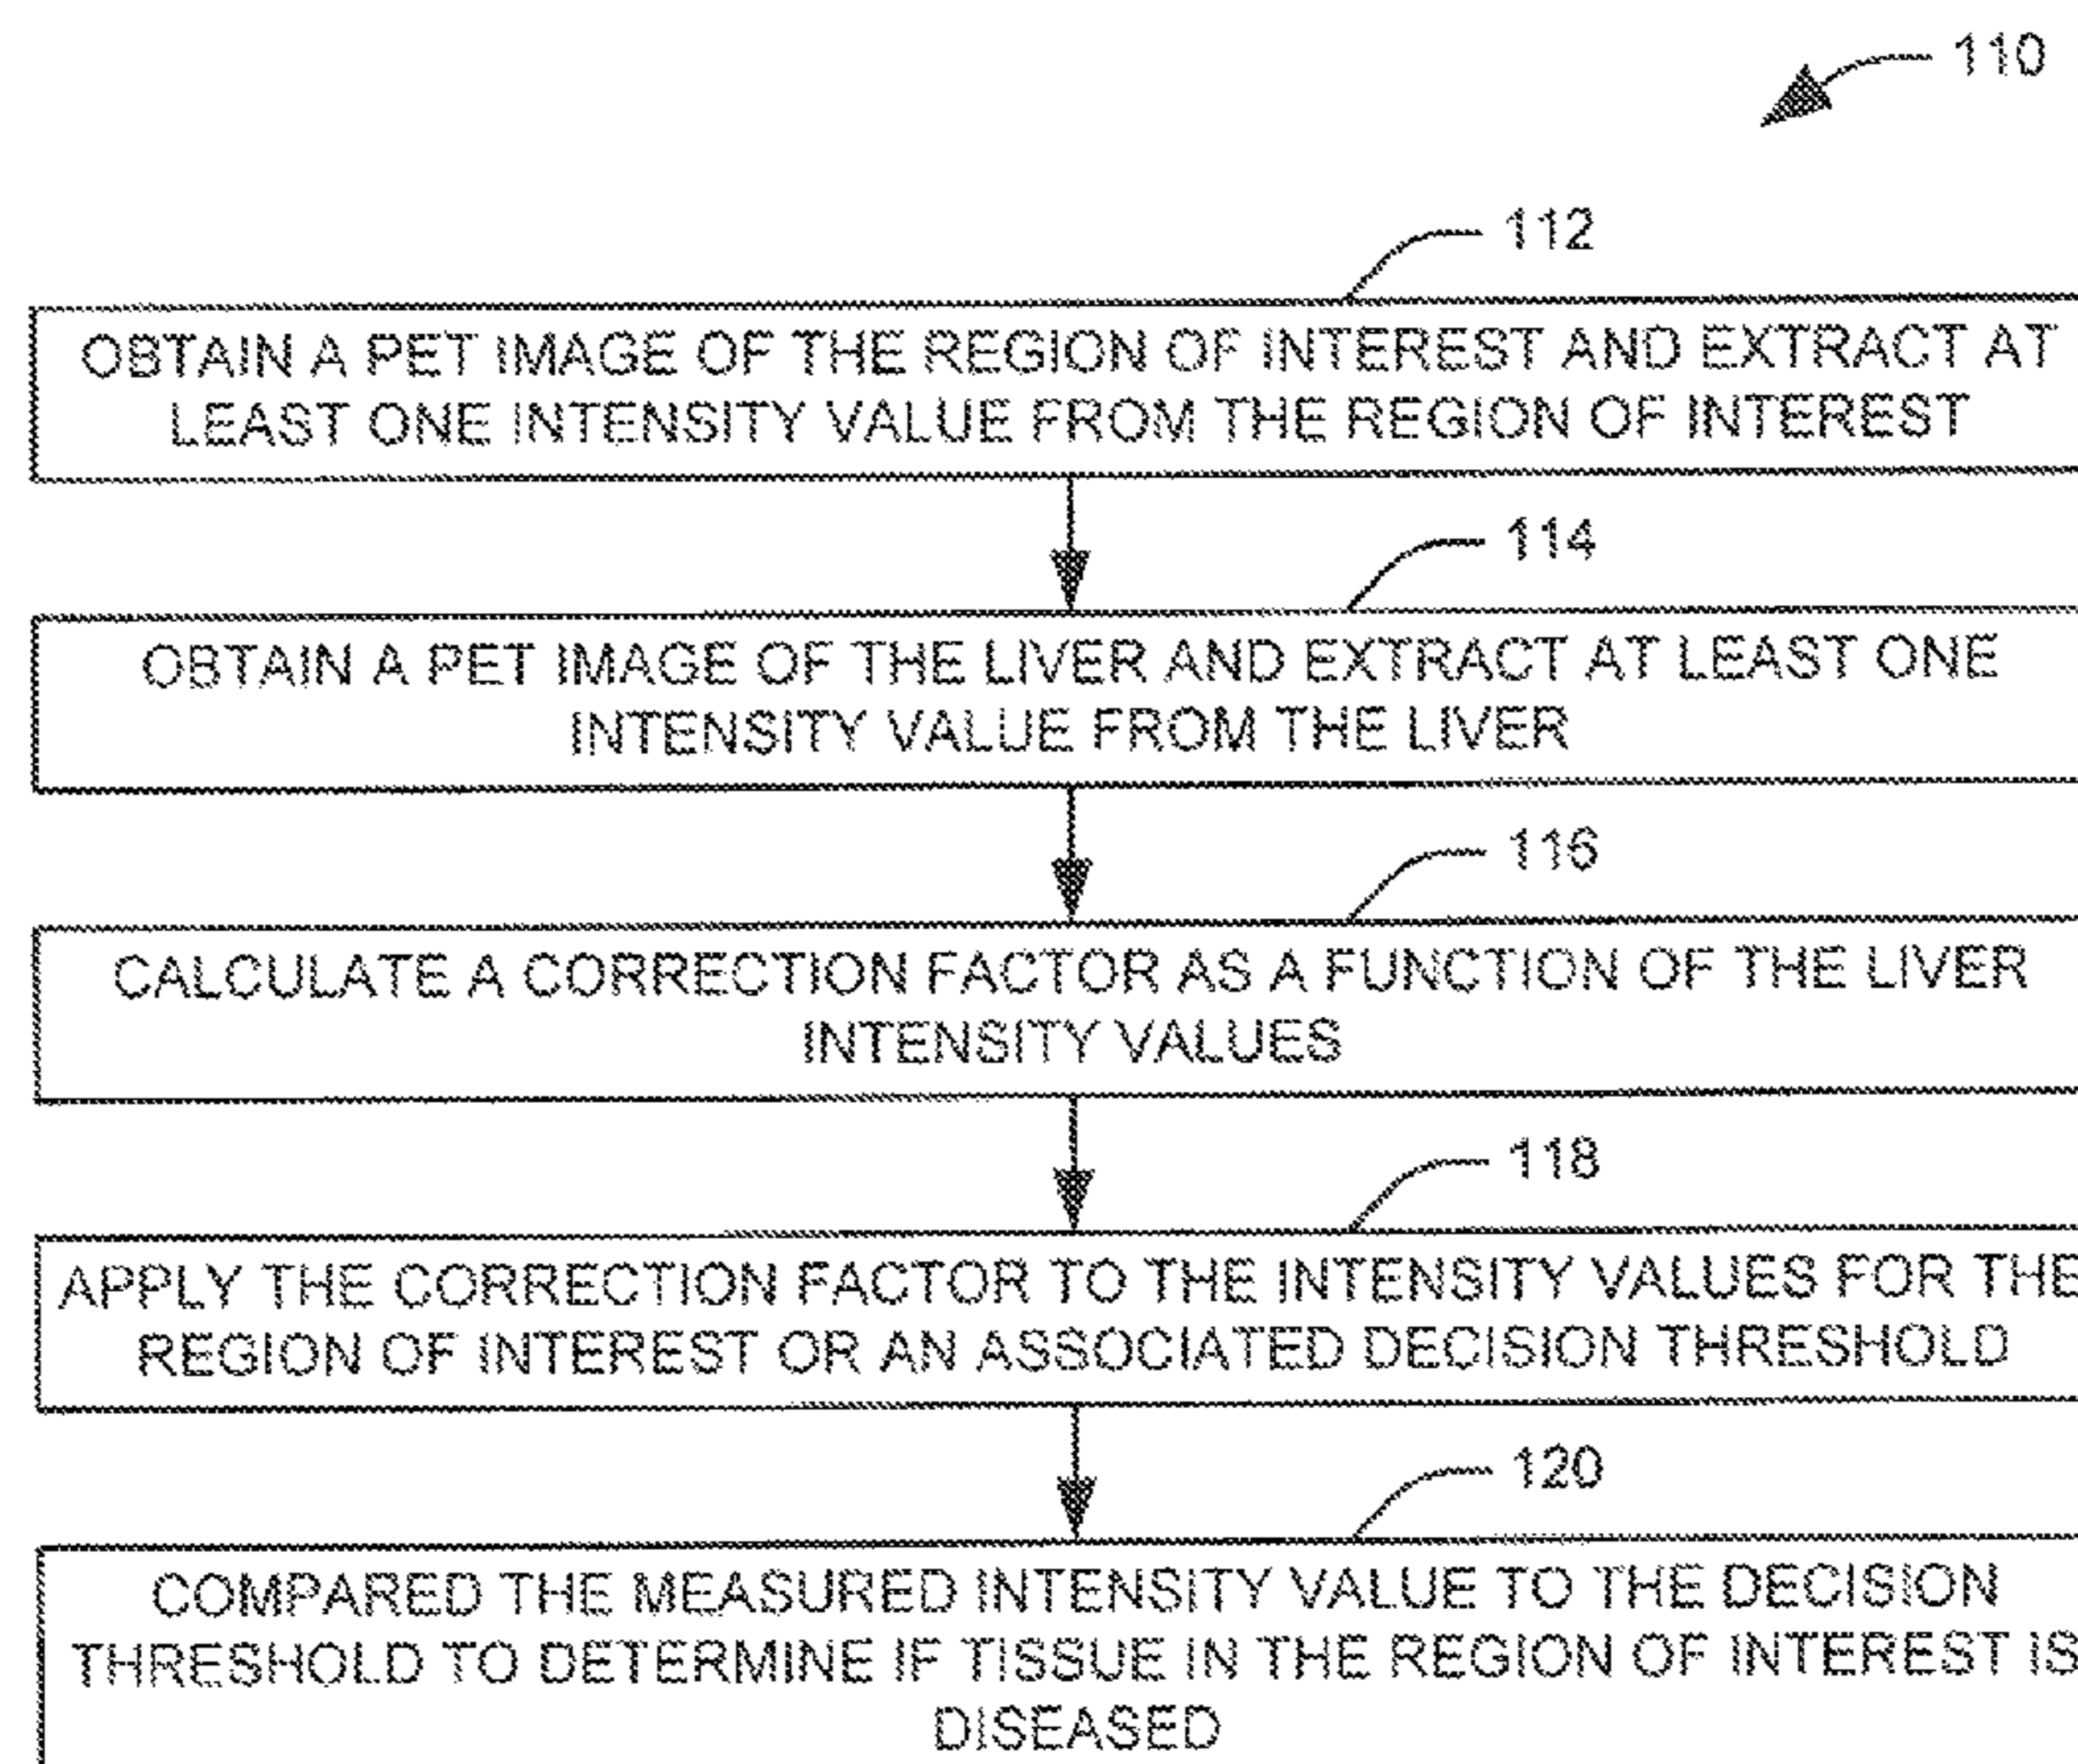 110
112
OBTAIN A PET IMAGE OF THE REGION OF INTEREST AND EXTRACT AT
LEAST ONE INTENSITY VALUE FROM THE REGION OF INTEREST
114
OBTAIN A PET IMAGE OF THE LIVER AND EXTRACT AT LEAST ONE
INTENSITY VALUE FROM THE LIVER
116
CALCULATE A CORRECTION FACTOR AS A FUNCTION OF THE LIVER
INTENSITY VALUES
118
APPLY THE CORRECTION FACTOR TO THE INTENSITY VALUES FOR THE
REGION OF INTEREST OR AN ASSOCIATED DECISION THRESHOLD
120
COMPARED THE MEASURED INTENSITY VALUE TO THE DECISION
THRESHOLD TO DETERMINE IF TISSUE IN THE REGION OF INTEREST IS
DISEASED